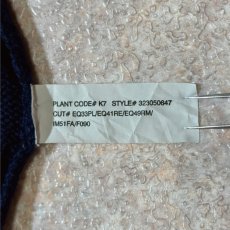 PLANT CODE# K7 STYLE# 323050647
CUT# EQ33PL/EQ41RE/EQ49RM/
IM51FA/F090